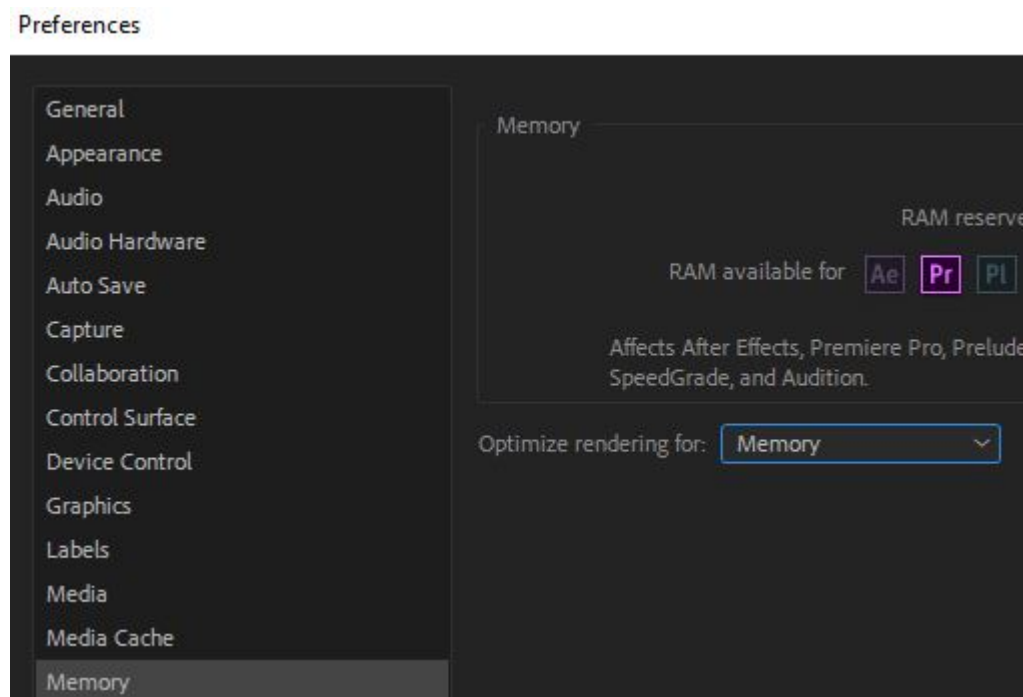 Preferences
General
Appearance
Audio
Audio Hardware
Auto Save
Capture
Collaboration
Control Surface
Device Control
Graphics
Labels
Media
Media Cache
Memory
Memory
RAM reserve
RAM available for Ae Pr Pl
Affects After Effects, Premiere Pro, Prelude
SpeedGrade, and Audition.
Optimize rendering for: Memory